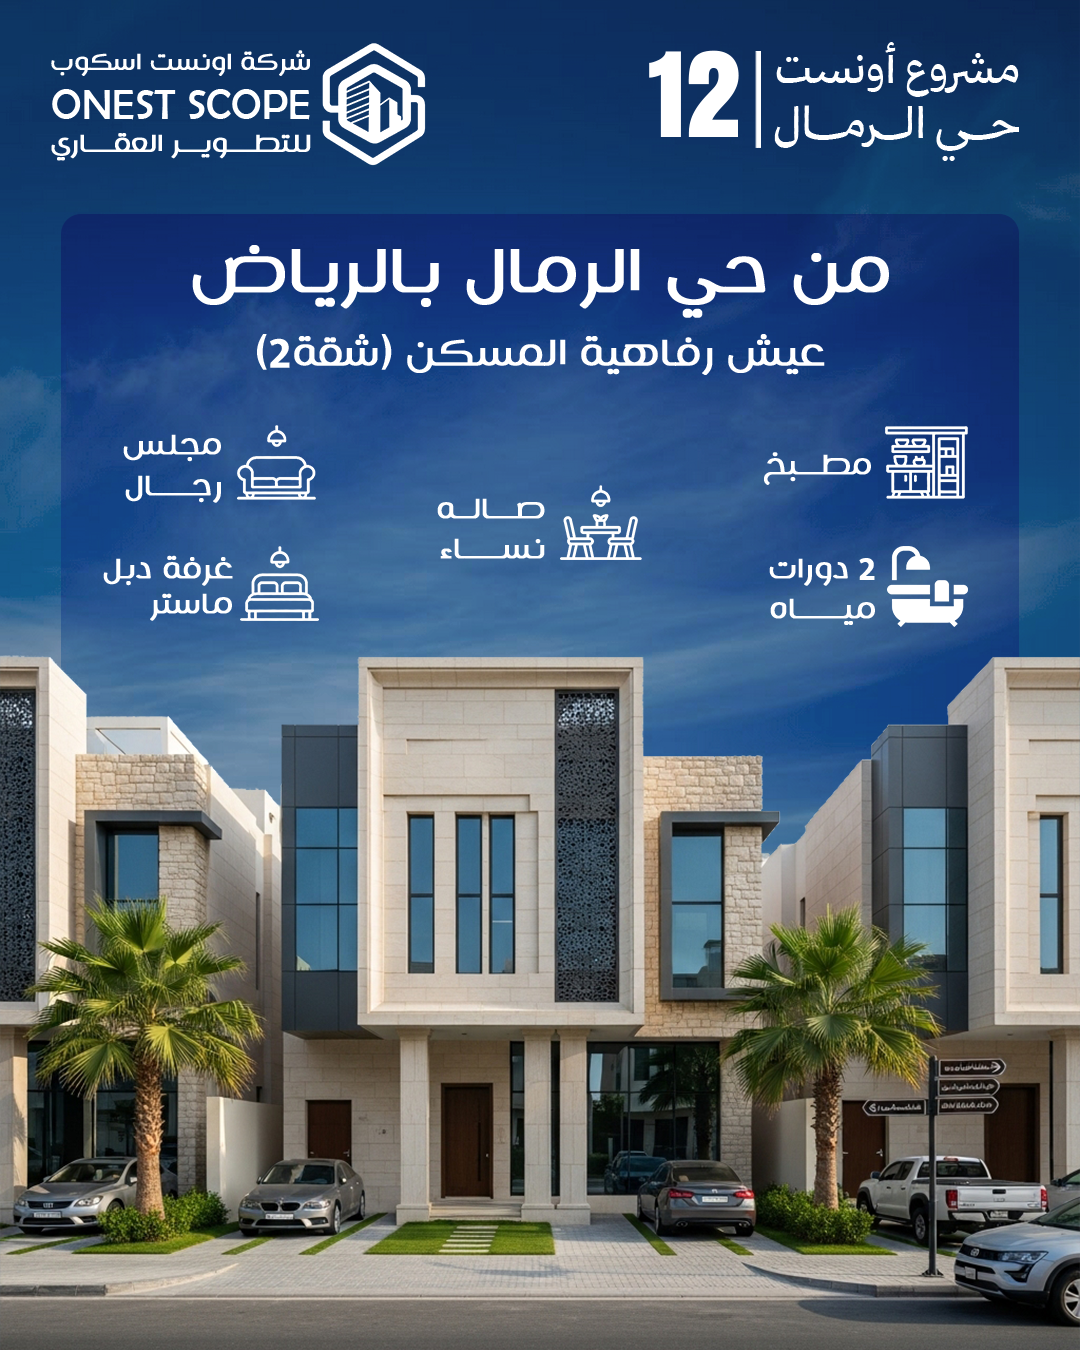 مشروع أونست
حي الرمال
12
شركة اونست اسكوب
ONEST SCOPE
للتطوير العقاري
من حي الرمال بالرياض
عيش رفاهية المسكن (شقة2)
مطبخ
2 دورات
مياه
صاله
نساء
مجلس
رجال
غرفة دبل
ماستر